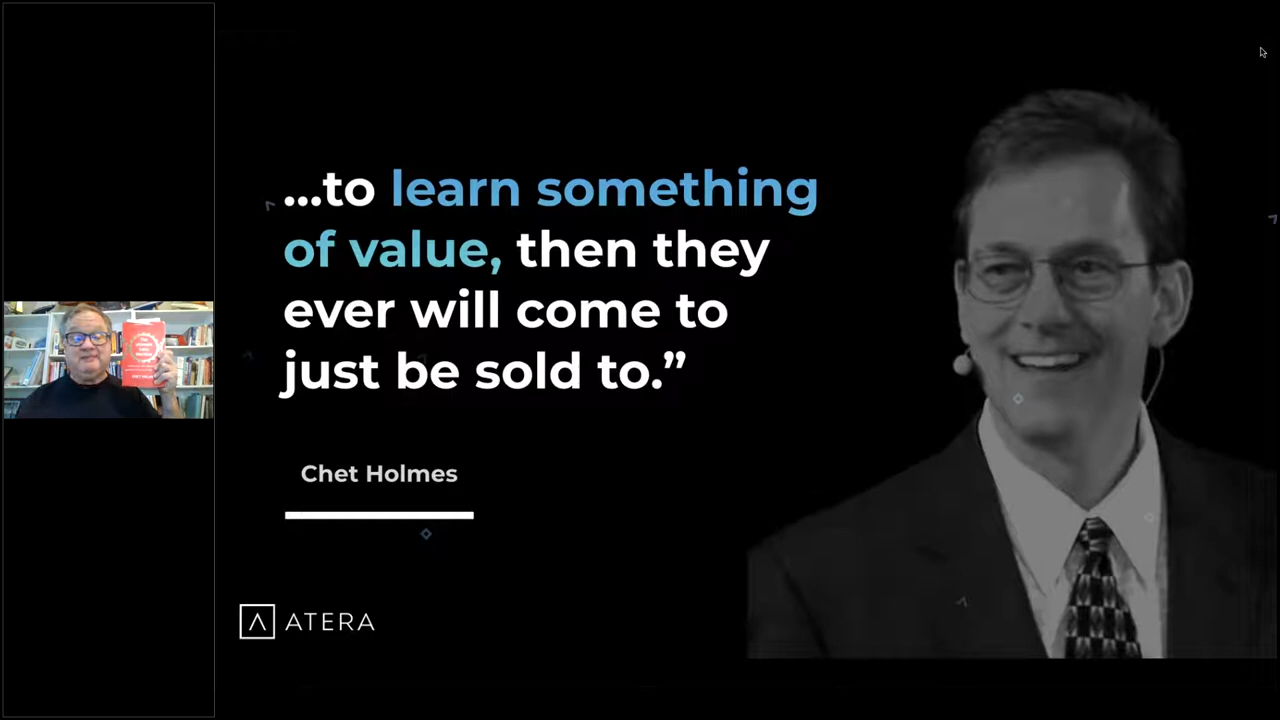 ...to learn something
of value, then they
ever will come to
just be sold to.”
Chet Holmes
ATERA